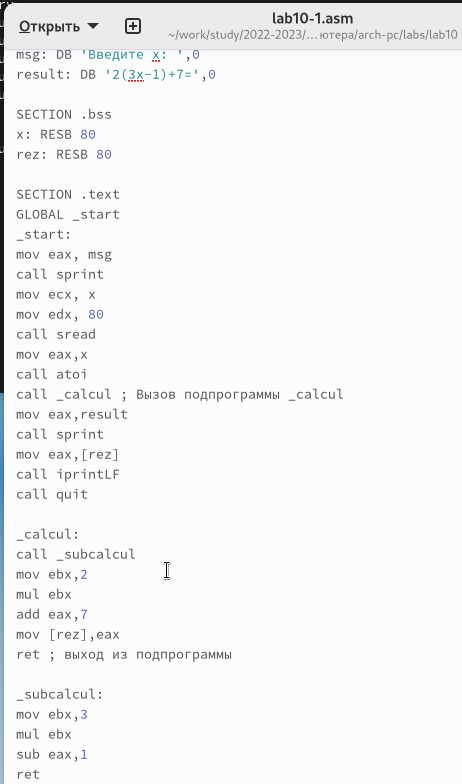 Открыть
lab10-1.asm
~/work/study/2022-2023/…ютера/arch-pc/labs/lab10
msg: DB 'Введите x: ',0
result: DB '2(3x-1)+7=',0
SECTION .bss
x: RESB 80
rez: RESB 80
SECTION .text
GLOBAL _start
_start:
mov eax, msg
call sprint
mov ecx, x
mov edx, 80
call sread
mov eax,x
call atoi
call _calcul ; Вызов подпрограммы _calcul
mov eax,result
call sprint
mov eax,[rez]
call iprintLF
call quit
_calcul:
call _subcalcul
mov ebx,2
mul ebx
add eax,7
mov [rez],eax
ret ; выход из подпрограммы
_subcalcul:
mov ebx,3
mul ebx
sub eax,1
ret